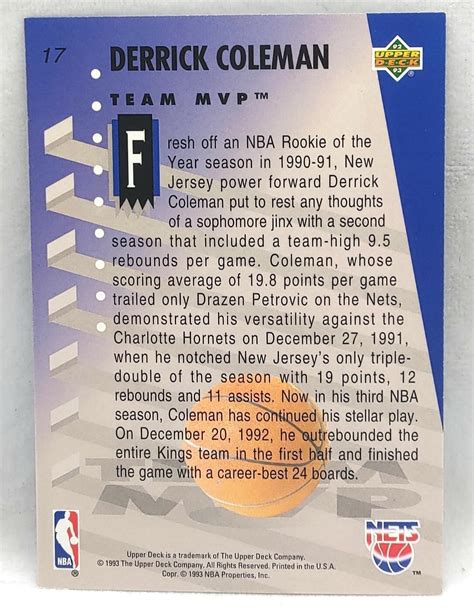 17 DERRICK COLEMAN
92
UPPER
DECK
93
TEAM MVP™
Fresh off an NBA Rookie of the
Year season in 1990-91, New
Jersey power forward Derrick
Coleman put to rest any thoughts
of a sophomore jinx with a second
season that included a team-high 9.5
rebounds per game. Coleman, whose
scoring average of 19.8 points per game
trailed only Drazen Petrovic on the Nets,
demonstrated his versatility against the
Charlotte Hornets on December 27, 1991,
when he notched New Jersey's only triple-
double of the season with 19 points, 12
rebounds and 11 assists. Now in his third NBA
season, Coleman has continued his stellar play.
On December 20, 1992, he outrebounded the
entire Kings team in the first half and finished
the game with a career-best 24 boards.
TEAM
MVP
NBA ®
NETS ™
Upper Deck is a trademark of The Upper Deck Company.
© 1993 The Upper Deck Company. All Rights Reserved. Printed in U.S.A.
Copr. © 1993 NBA Properties, Inc.